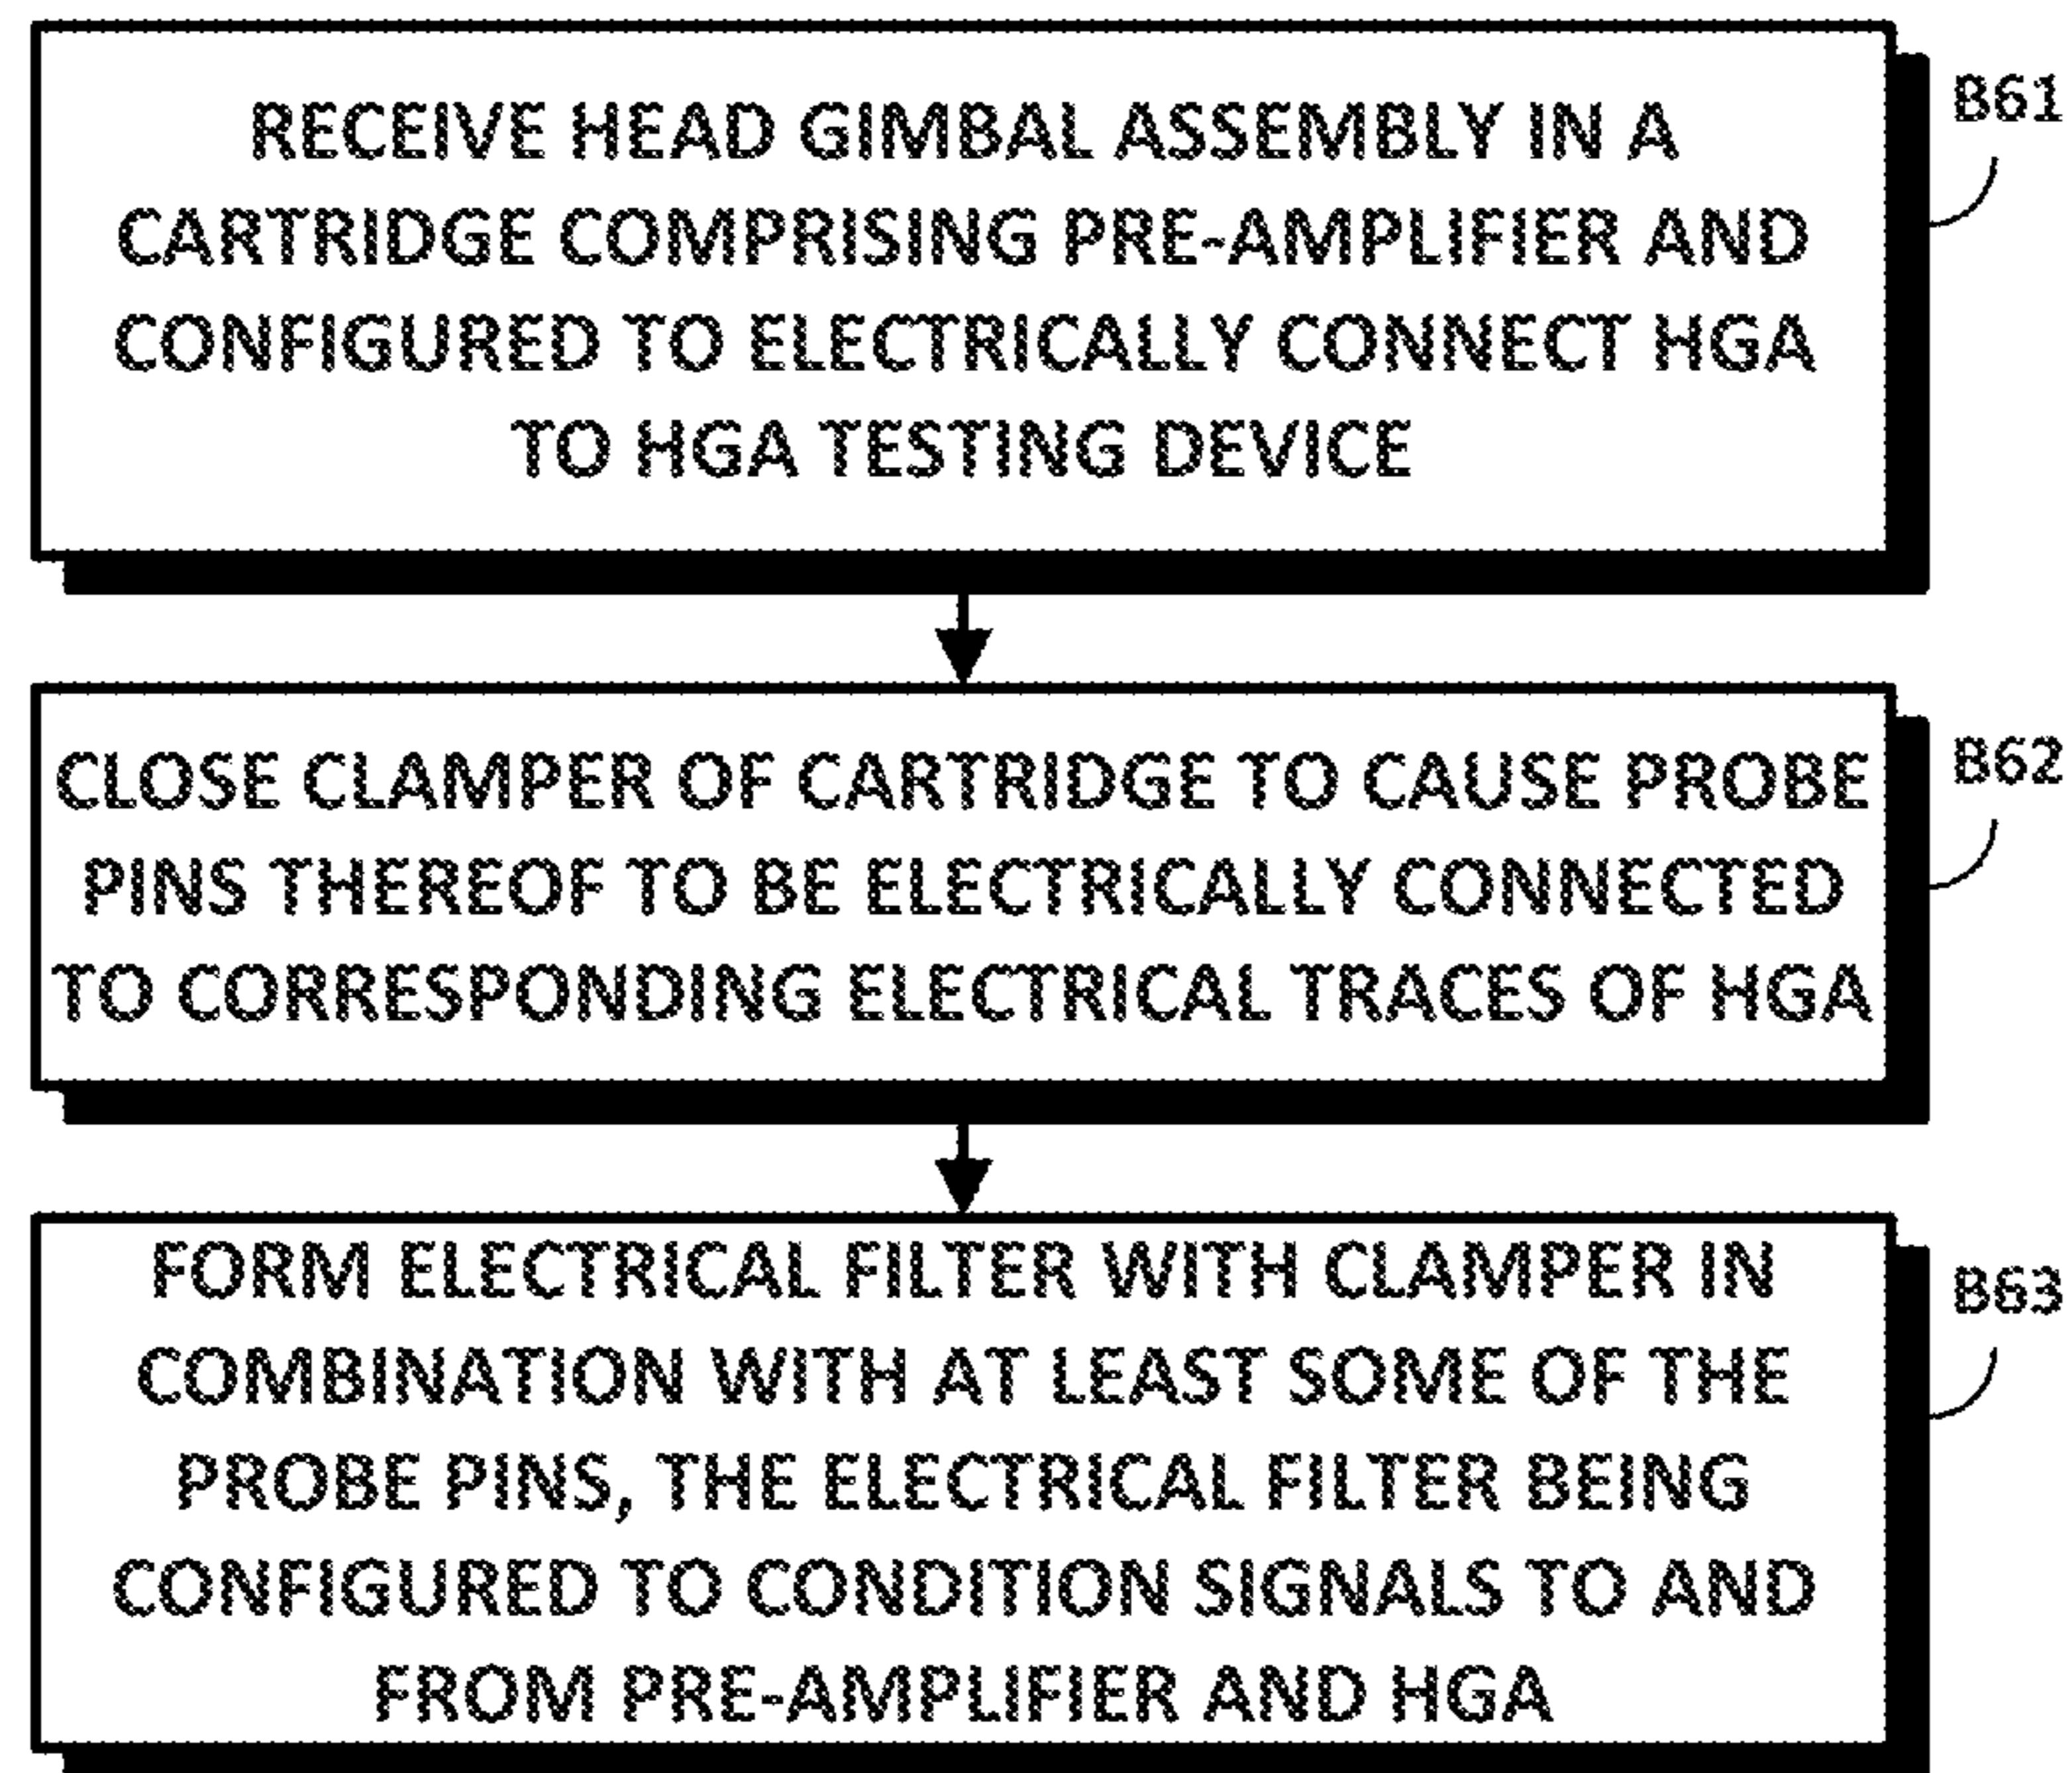 RECEIVE HEAD GIMBAL ASSEMBLY IN A
CARTRIDGE COMPRISING PRE-AMPLIFIER AND
CONFIGURED TO ELECTRICALLY CONNECT HGA
TO HGA TESTING DEVICE
B61
CLOSE CLAMPER OF CARTRIDGE TO CAUSE PROBE
PINS THEREOF TO BE ELECTRICALLY CONNECTED
TO CORRESPONDING ELECTRICAL TRACES OF HGA
B62
FORM ELECTRICAL FILTER WITH CLAMPER IN
COMBINATION WITH AT LEAST SOME OF THE
PROBE PINS, THE ELECTRICAL FILTER BEING
CONFIGURED TO CONDITION SIGNALS TO AND
FROM PRE-AMPLIFIER AND HGA
B63